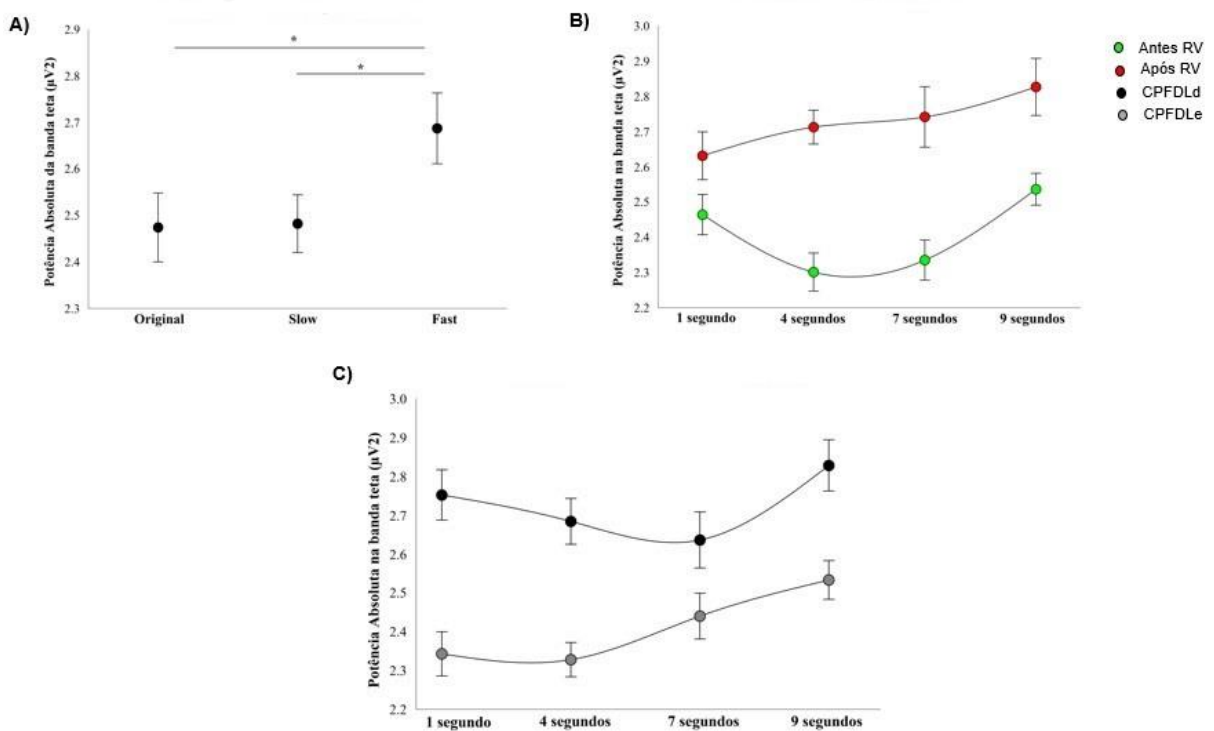 A)
Potência Absoluta da banda teta (µV2)
2.9
2.8
2.7
2.6
2.5
2.4
2.3
*
*
Original Slow Fast
B)
Potência Absoluta na banda teta (µV2)
3.0
2.9
2.8
2.7
2.6
2.5
2.4
2.3
2.2
1 segundo 4 segundos 7 segundos 9 segundos
Antes RV
Após RV
CPFDLd
CPFDLe
C)
Potência Absoluta na banda teta (µV2)
3.0
2.9
2.8
2.7
2.6
2.5
2.4
2.3
2.2
1 segundo 4 segundos 7 segundos 9 segundos